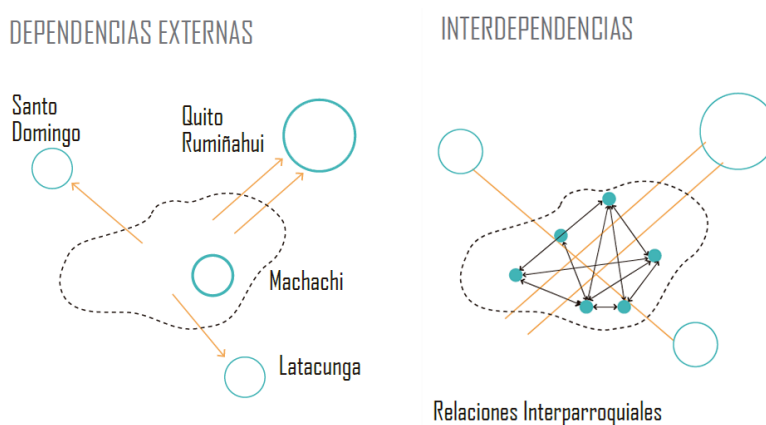 DEPENDENCIAS EXTERNAS
Santo
Domingo
Quito
Rumiñahui
Machachi
Latacunga
INTERDEPENDENCIAS
Relaciones Interparroquiales